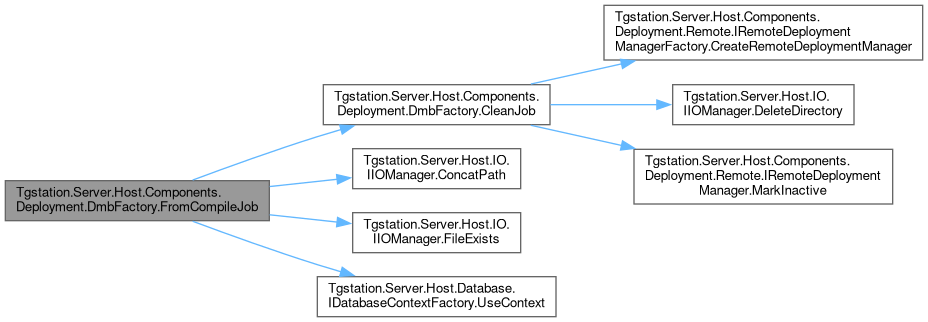 Tgstation.Server.Host.Components.
Deployment.DmbFactory.FromCompileJob
Tgstation.Server.Host.Components.
Deployment.DmbFactory.CleanJob
Tgstation.Server.Host.Components.
Deployment.Remote.IRemoteDeployment
ManagerFactory.CreateRemoteDeploymentManager
Tgstation.Server.Host.IO.
IIOManager.DeleteDirectory
Tgstation.Server.Host.Components.
Deployment.Remote.IRemoteDeployment
Manager.MarkInactive
Tgstation.Server.Host.IO.
IIOManager.ConcatPath
Tgstation.Server.Host.IO.
IIOManager.FileExists
Tgstation.Server.Host.Database.
IDatabaseContextFactory.UseContext